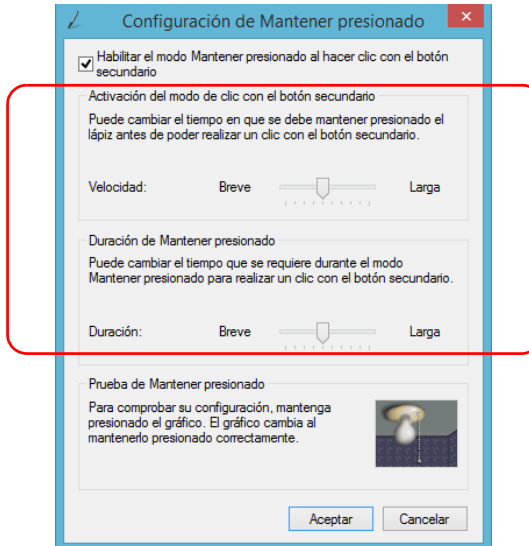 Configuración de Mantener presionado
Habilitar el modo Mantener presionado al hacer clic con el botón
secundario
Activación del modo de clic con el botón secundario
Puede cambiar el tiempo en que se debe mantener presionado el
lápiz antes de poder realizar un clic con el botón secundario.
Velocidad: Breve Larga
Duración de Mantener presionado
Puede cambiar el tiempo que se requiere durante el modo
Mantener presionado para realizar un clic con el botón secundario.
Duración: Breve Larga
Prueba de Mantener presionado
Para comprobar su configuración, mantenga
presionado el gráfico. El gráfico cambia al
mantenerlo presionado correctamente.
Aceptar Cancelar